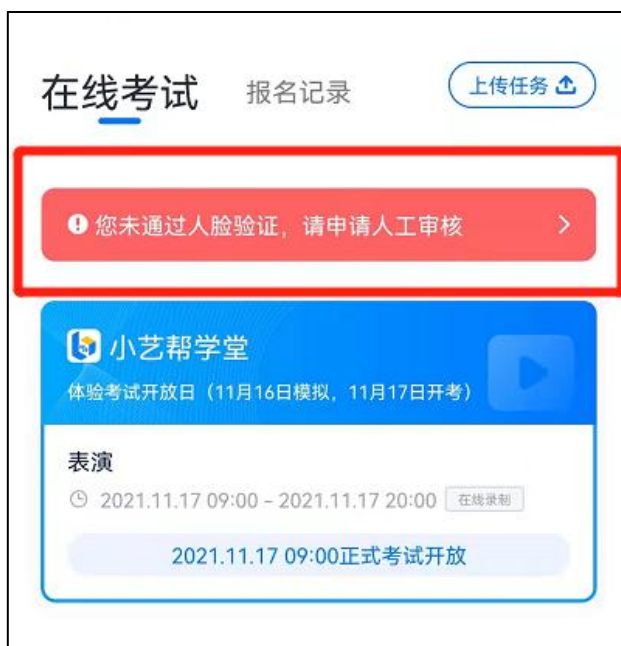 在线考试
报名记录
上传任务
您未通过人脸验证，请申请人工审核
小艺帮学堂
体验考试开放日（11月16日模拟，11月17日开考）
表演
2021.11.17 09:00 - 2021.11.17 20:00 在线录制
2021.11.17 09:00正式考试开放